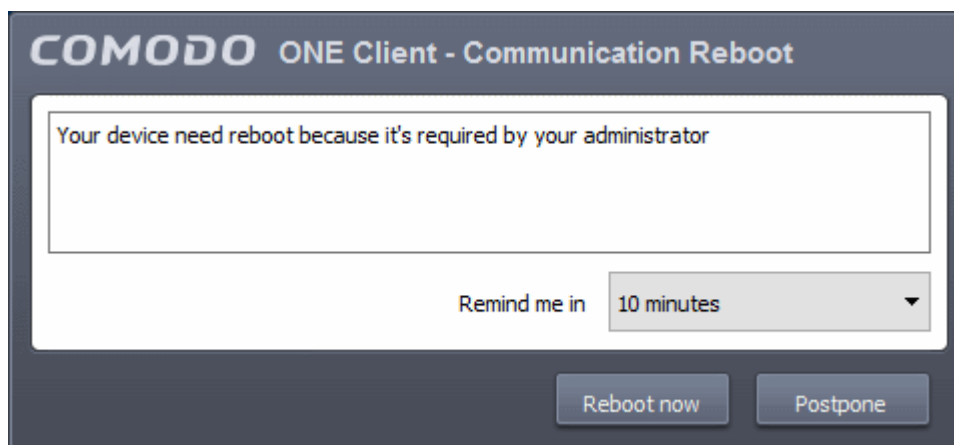 COMODO ONE Client - Communication Reboot
Your device need reboot because it's required by your administrator
Remind me in 10 minutes
Reboot now Postpone